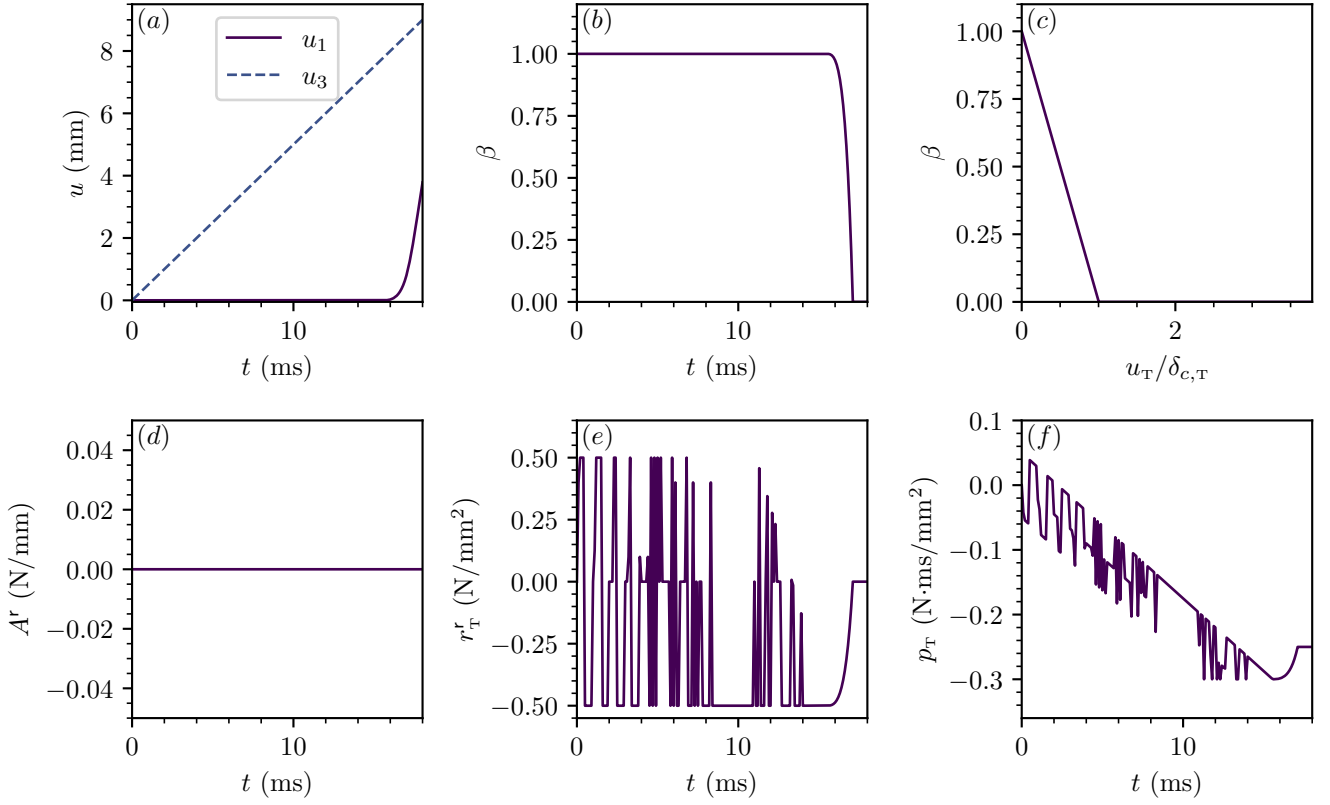 (a)
u₁
u₃
u (mm)
8
6
4
2
0
0
10
t (ms)
(b)
β
1.00
0.75
0.50
0.25
0.00
0
10
t (ms)
(c)
β
1.00
0.75
0.50
0.25
0.00
0
2
u_T/δ_{c,T}
(d)
Aʳ (N/mm)
0.04
0.02
0.00
−0.02
−0.04
0
10
t (ms)
(e)
r_T^r (N/mm²)
0.50
0.25
0.00
−0.25
−0.50
0
10
t (ms)
(f)
p_T (N·ms/mm²)
0.1
0.0
−0.1
−0.2
−0.3
0
10
t (ms)